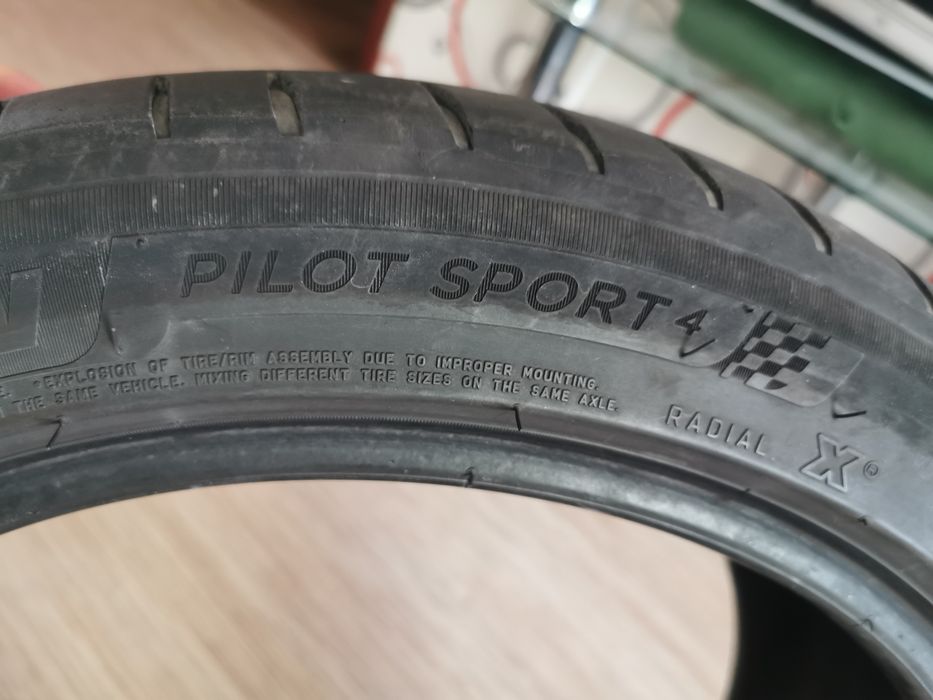 PILOT SPORT 4
*EXPLOSION OF TIRE/RIM ASSEMBLY DUE TO IMPROPER MOUNTING.
THE SAME VEHICLE. MIXING DIFFERENT TIRE SIZES ON THE SAME AXLE.
RADIAL X®